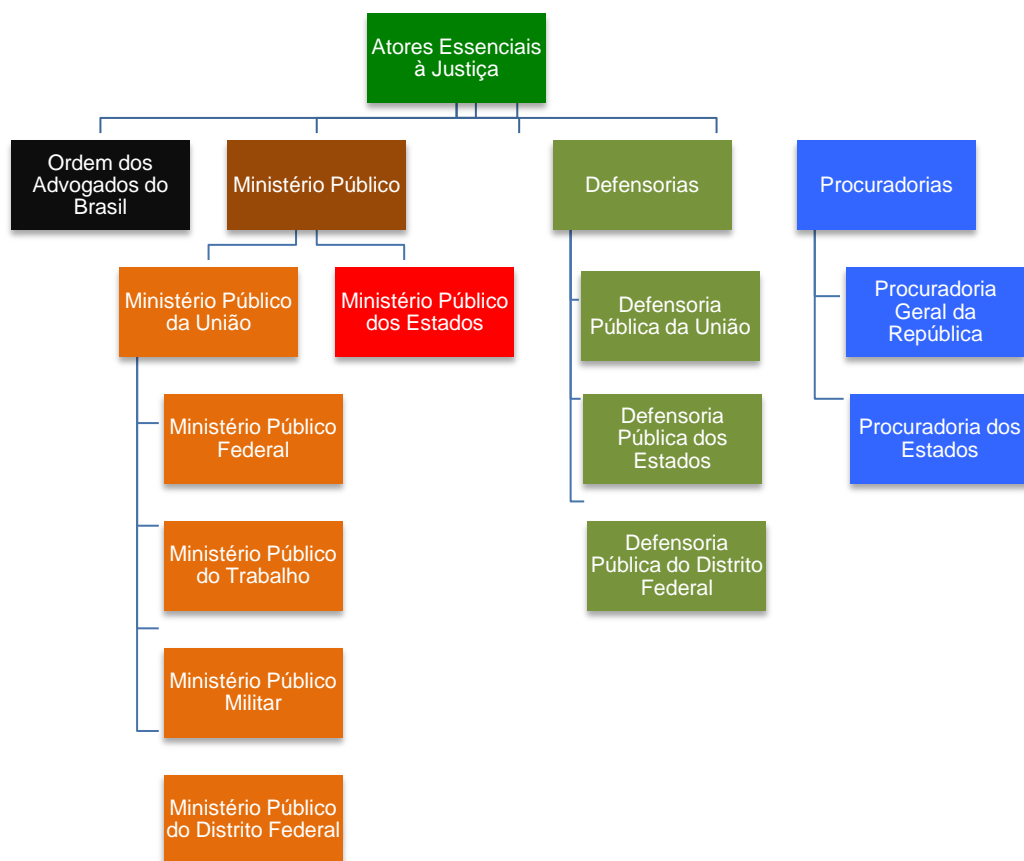 Atores Essenciais
à Justiça
Ordem dos
Advogados do
Brasil
Ministério Público
Defensorias
Procuradorias
Ministério Público
da União
Ministério Público
dos Estados
Defensoria
Pública da União
Procuradoria
Geral da
República
Ministério Público
Federal
Defensoria
Pública dos
Estados
Procuradoria dos
Estados
Ministério Público
do Trabalho
Defensoria
Pública do Distrito
Federal
Ministério Público
Militar
Ministério Público
do Distrito Federal